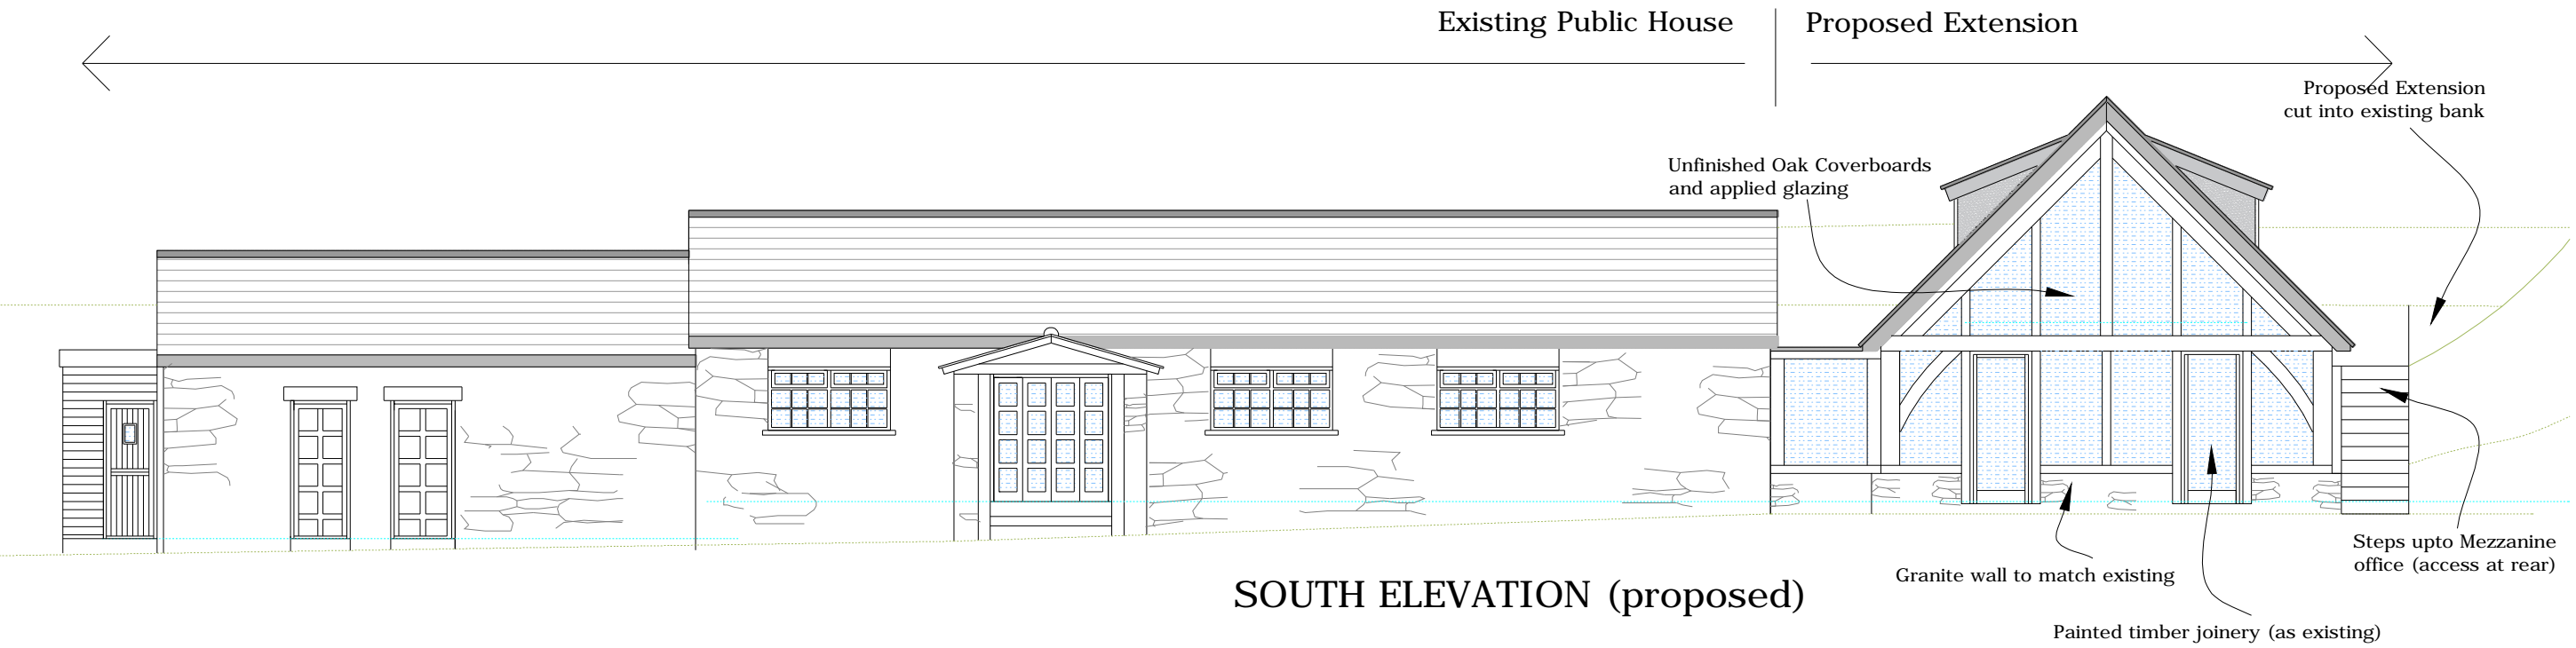 Existing Public House
Proposed Extension
Proposed Extension
cut into existing bank
Unfinished Oak Coverboards
and applied glazing
Steps upto Mezzanine
office (access at rear)
Granite wall to match existing
SOUTH ELEVATION (proposed)
Painted timber joinery (as existing)